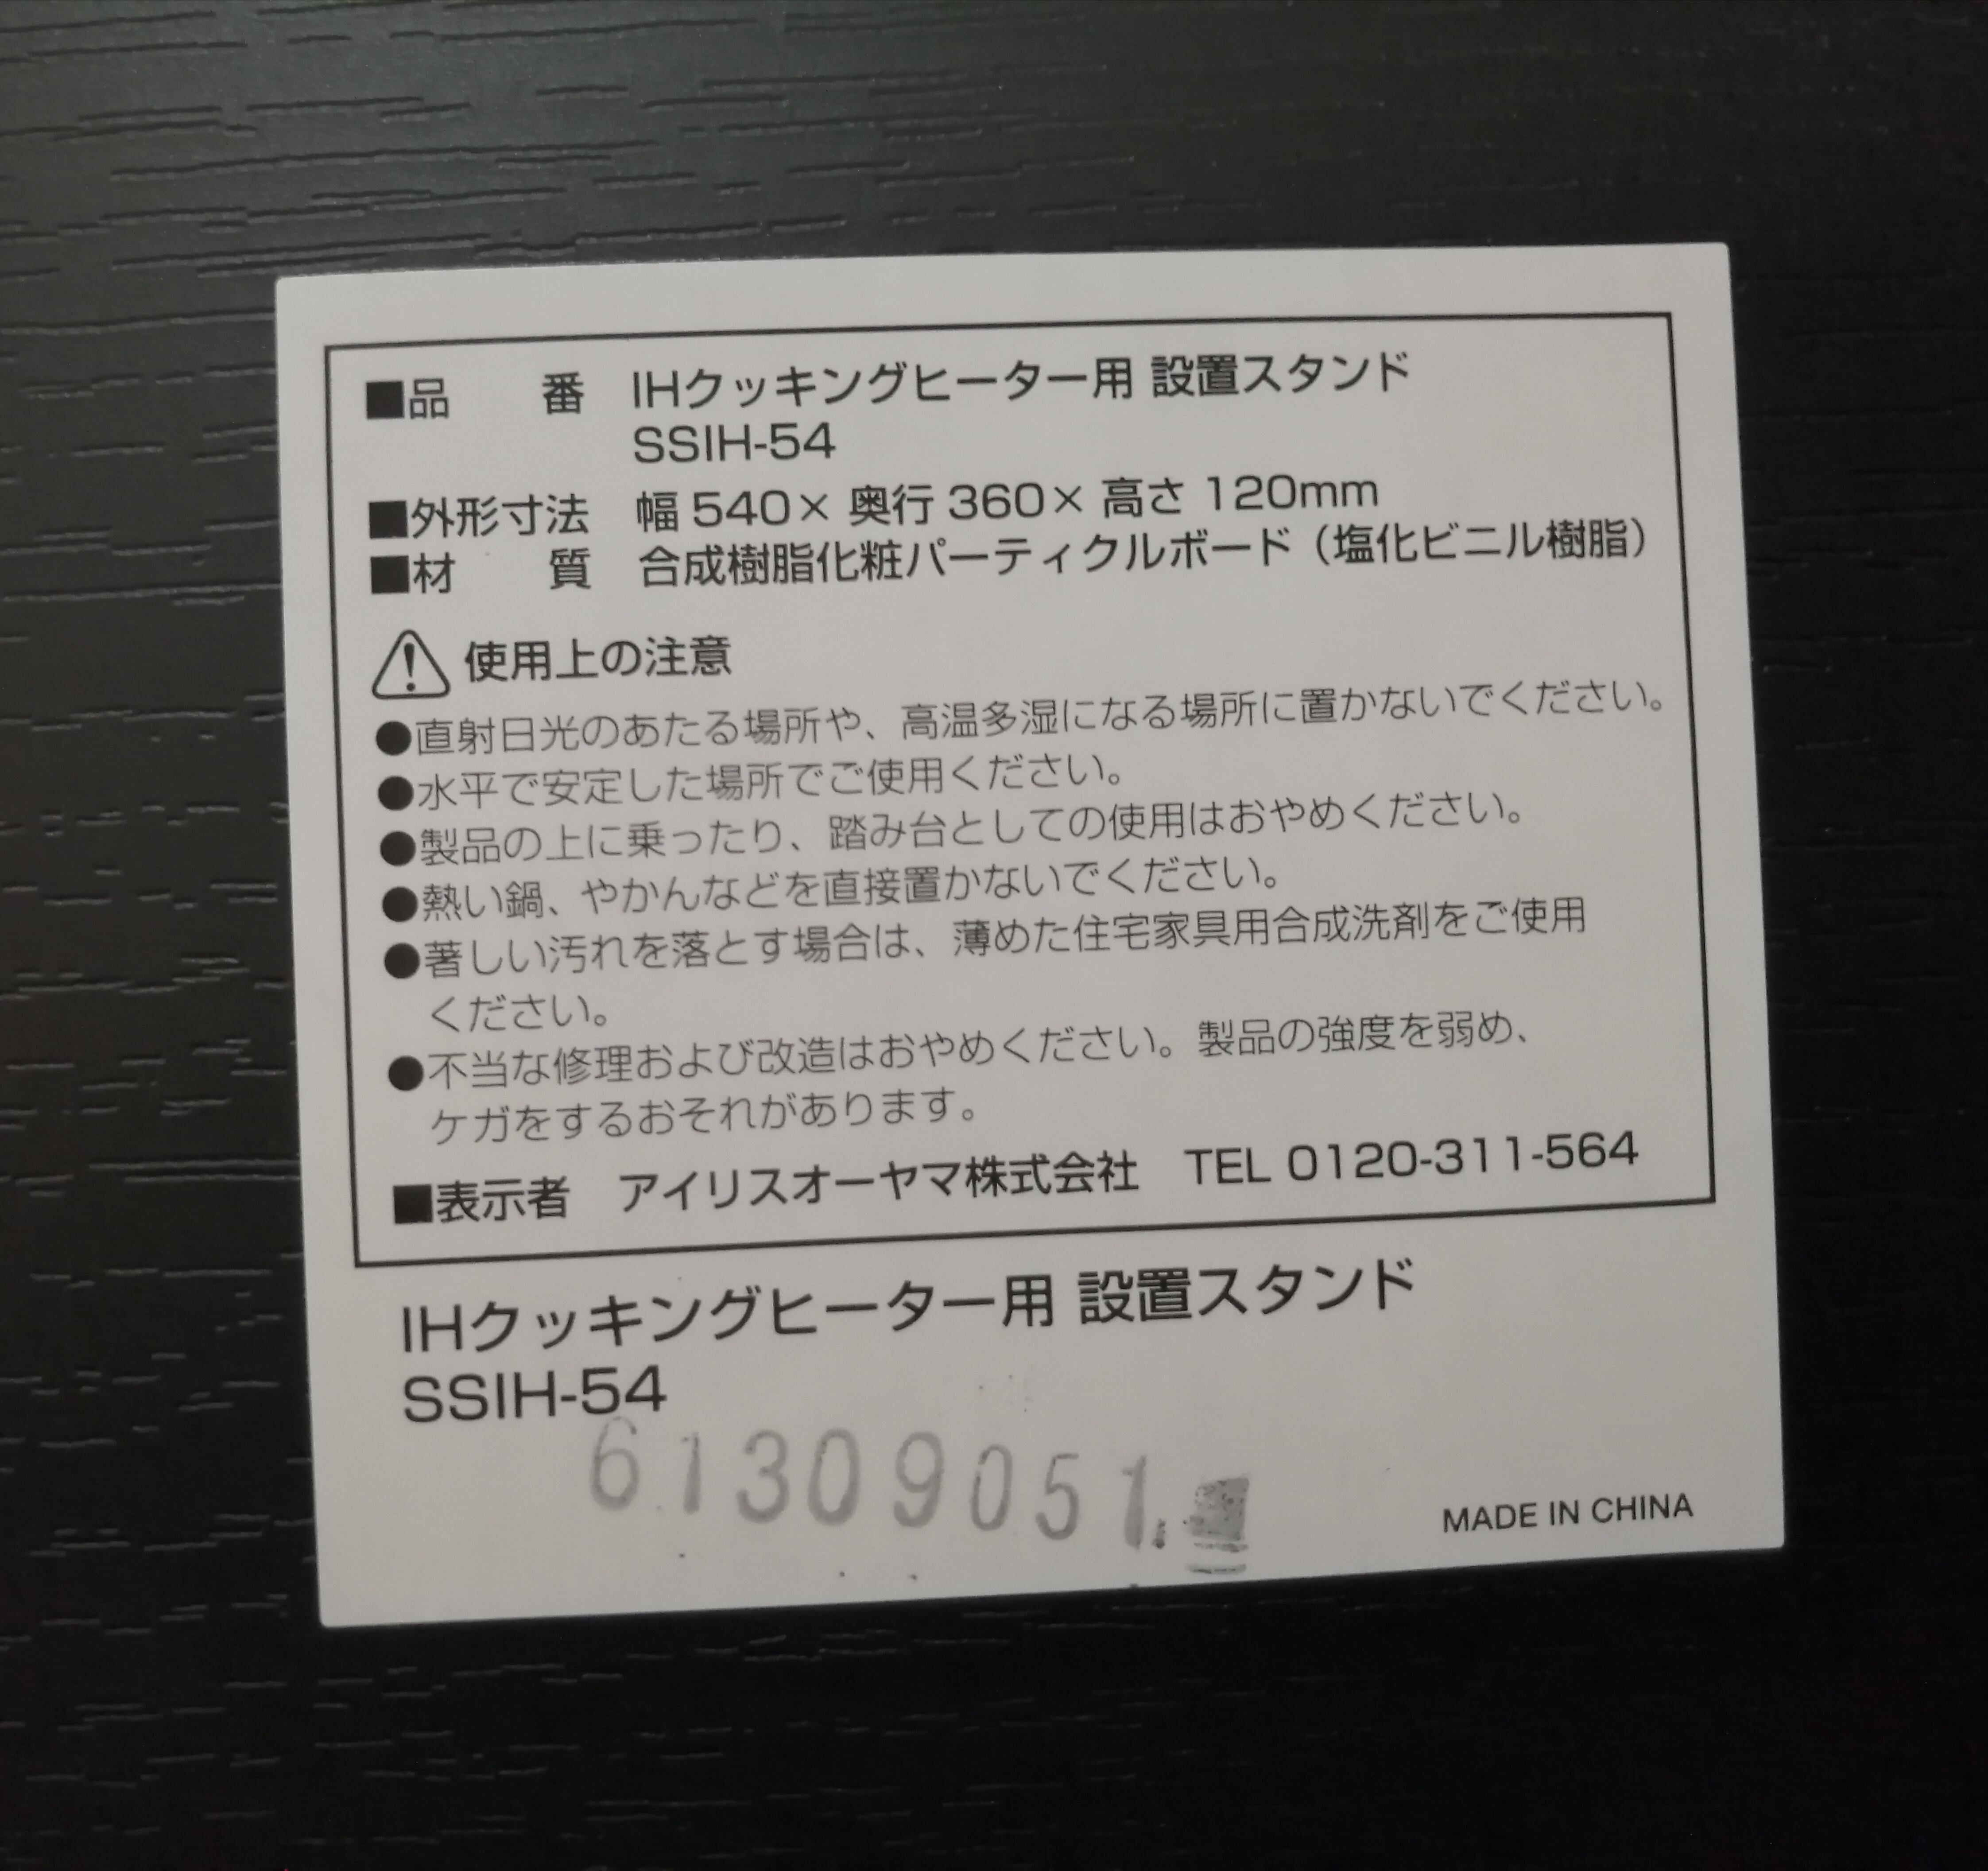 ■品　番　IHクッキングヒーター用 設置スタンド
SSIH-54
■外形寸法　幅 540× 奥行 360× 高さ 120mm
■材　質　合成樹脂化粧パーティクルボード（塩化ビニル樹脂）
使用上の注意
●直射日光のあたる場所や、高温多湿になる場所に置かないでください。
●水平で安定した場所でご使用ください。
●製品の上に乗ったり、踏み台としての使用はおやめください。
●熱い鍋、やかんなどを直接置かないでください。
●著しい汚れを落とす場合は、薄めた住宅家具用合成洗剤をご使用
ください。
●不当な修理および改造はおやめください。製品の強度を弱め、
ケガをするおそれがあります。
■表示者　アイリスオーヤマ株式会社　TEL 0120-311-564
IHクッキングヒーター用 設置スタンド
SSIH-54
61309051
MADE IN CHINA